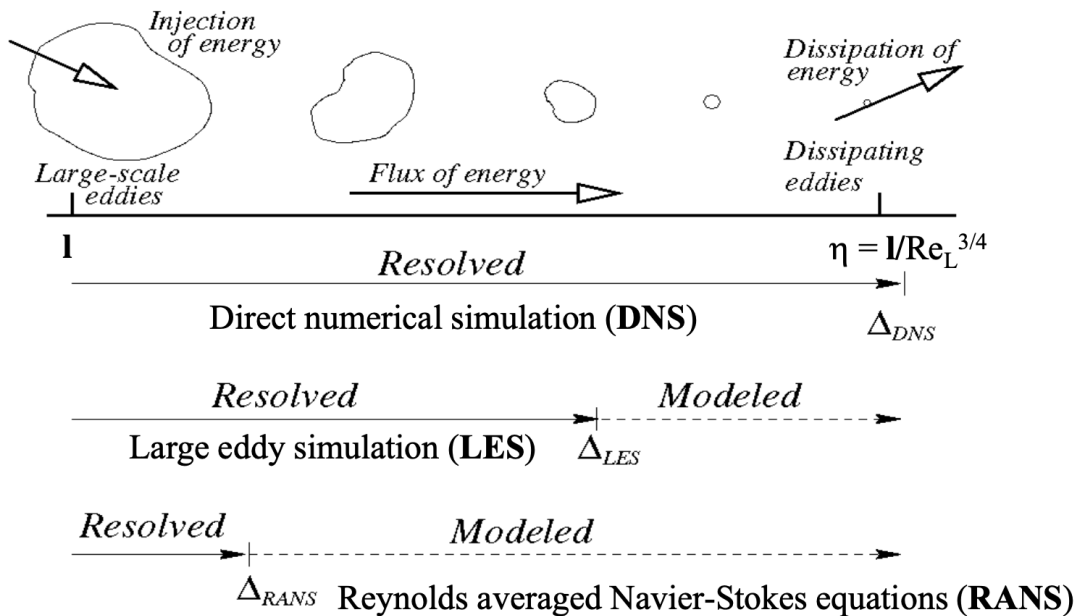 Injection
of energy
Dissipation of
energy
Large-scale
eddies
Flux of energy
Dissipating
eddies
l
η = l/Re_L^3/4
Resolved
Direct numerical simulation (DNS)
Δ_DNS
Resolved
Modeled
Large eddy simulation (LES)
Δ_LES
Resolved
Modeled
Δ_RANS
Reynolds averaged Navier-Stokes equations (RANS)